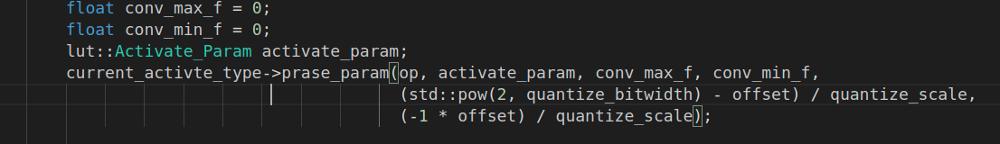 float conv_max_f = 0;
float conv_min_f = 0;
lut::Activate_Param activate_param;
current_activte_type->prase_param(op, activate_param, conv_max_f, conv_min_f,
(std::pow(2, quantize_bitwidth) - offset) / quantize_scale,
(-1 * offset) / quantize_scale);